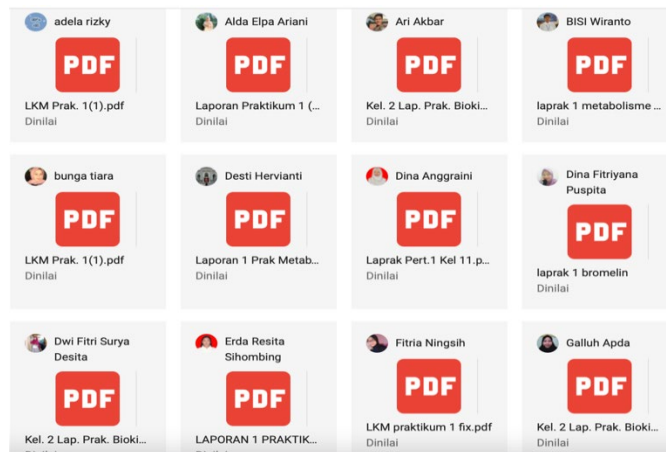 adela rizky
PDF
LKM Prak. 1(1).pdf
Dinilai
Alda Elpa Ariani
PDF
Laporan Praktikum 1 (...
Dinilai
Ari Akbar
PDF
Kel. 2 Lap. Prak. Bioki...
Dinilai
BISI Wiranto
PDF
laprak 1 metabolisme ...
Dinilai
bunga tiara
PDF
LKM Prak. 1(1).pdf
Dinilai
Desti Hervianti
PDF
Laporan 1 Prak Metab...
Dinilai
Dina Anggraini
PDF
Laprak Pert.1 Kel 11.p...
Dinilai
Dina Fitriyana
Puspita
PDF
laprak 1 bromelin
Dinilai
Dwi Fitri Surya
Desita
PDF
Kel. 2 Lap. Prak. Bioki...
Erda Resita
Sihombing
PDF
LAPORAN 1 PRAKTIK...
Fitria Ningsih
PDF
LKM praktikum 1 fix.pdf
Dinilai
Galluh Apda
PDF
Kel. 2 Lap. Prak. Bioki...
Dinilai